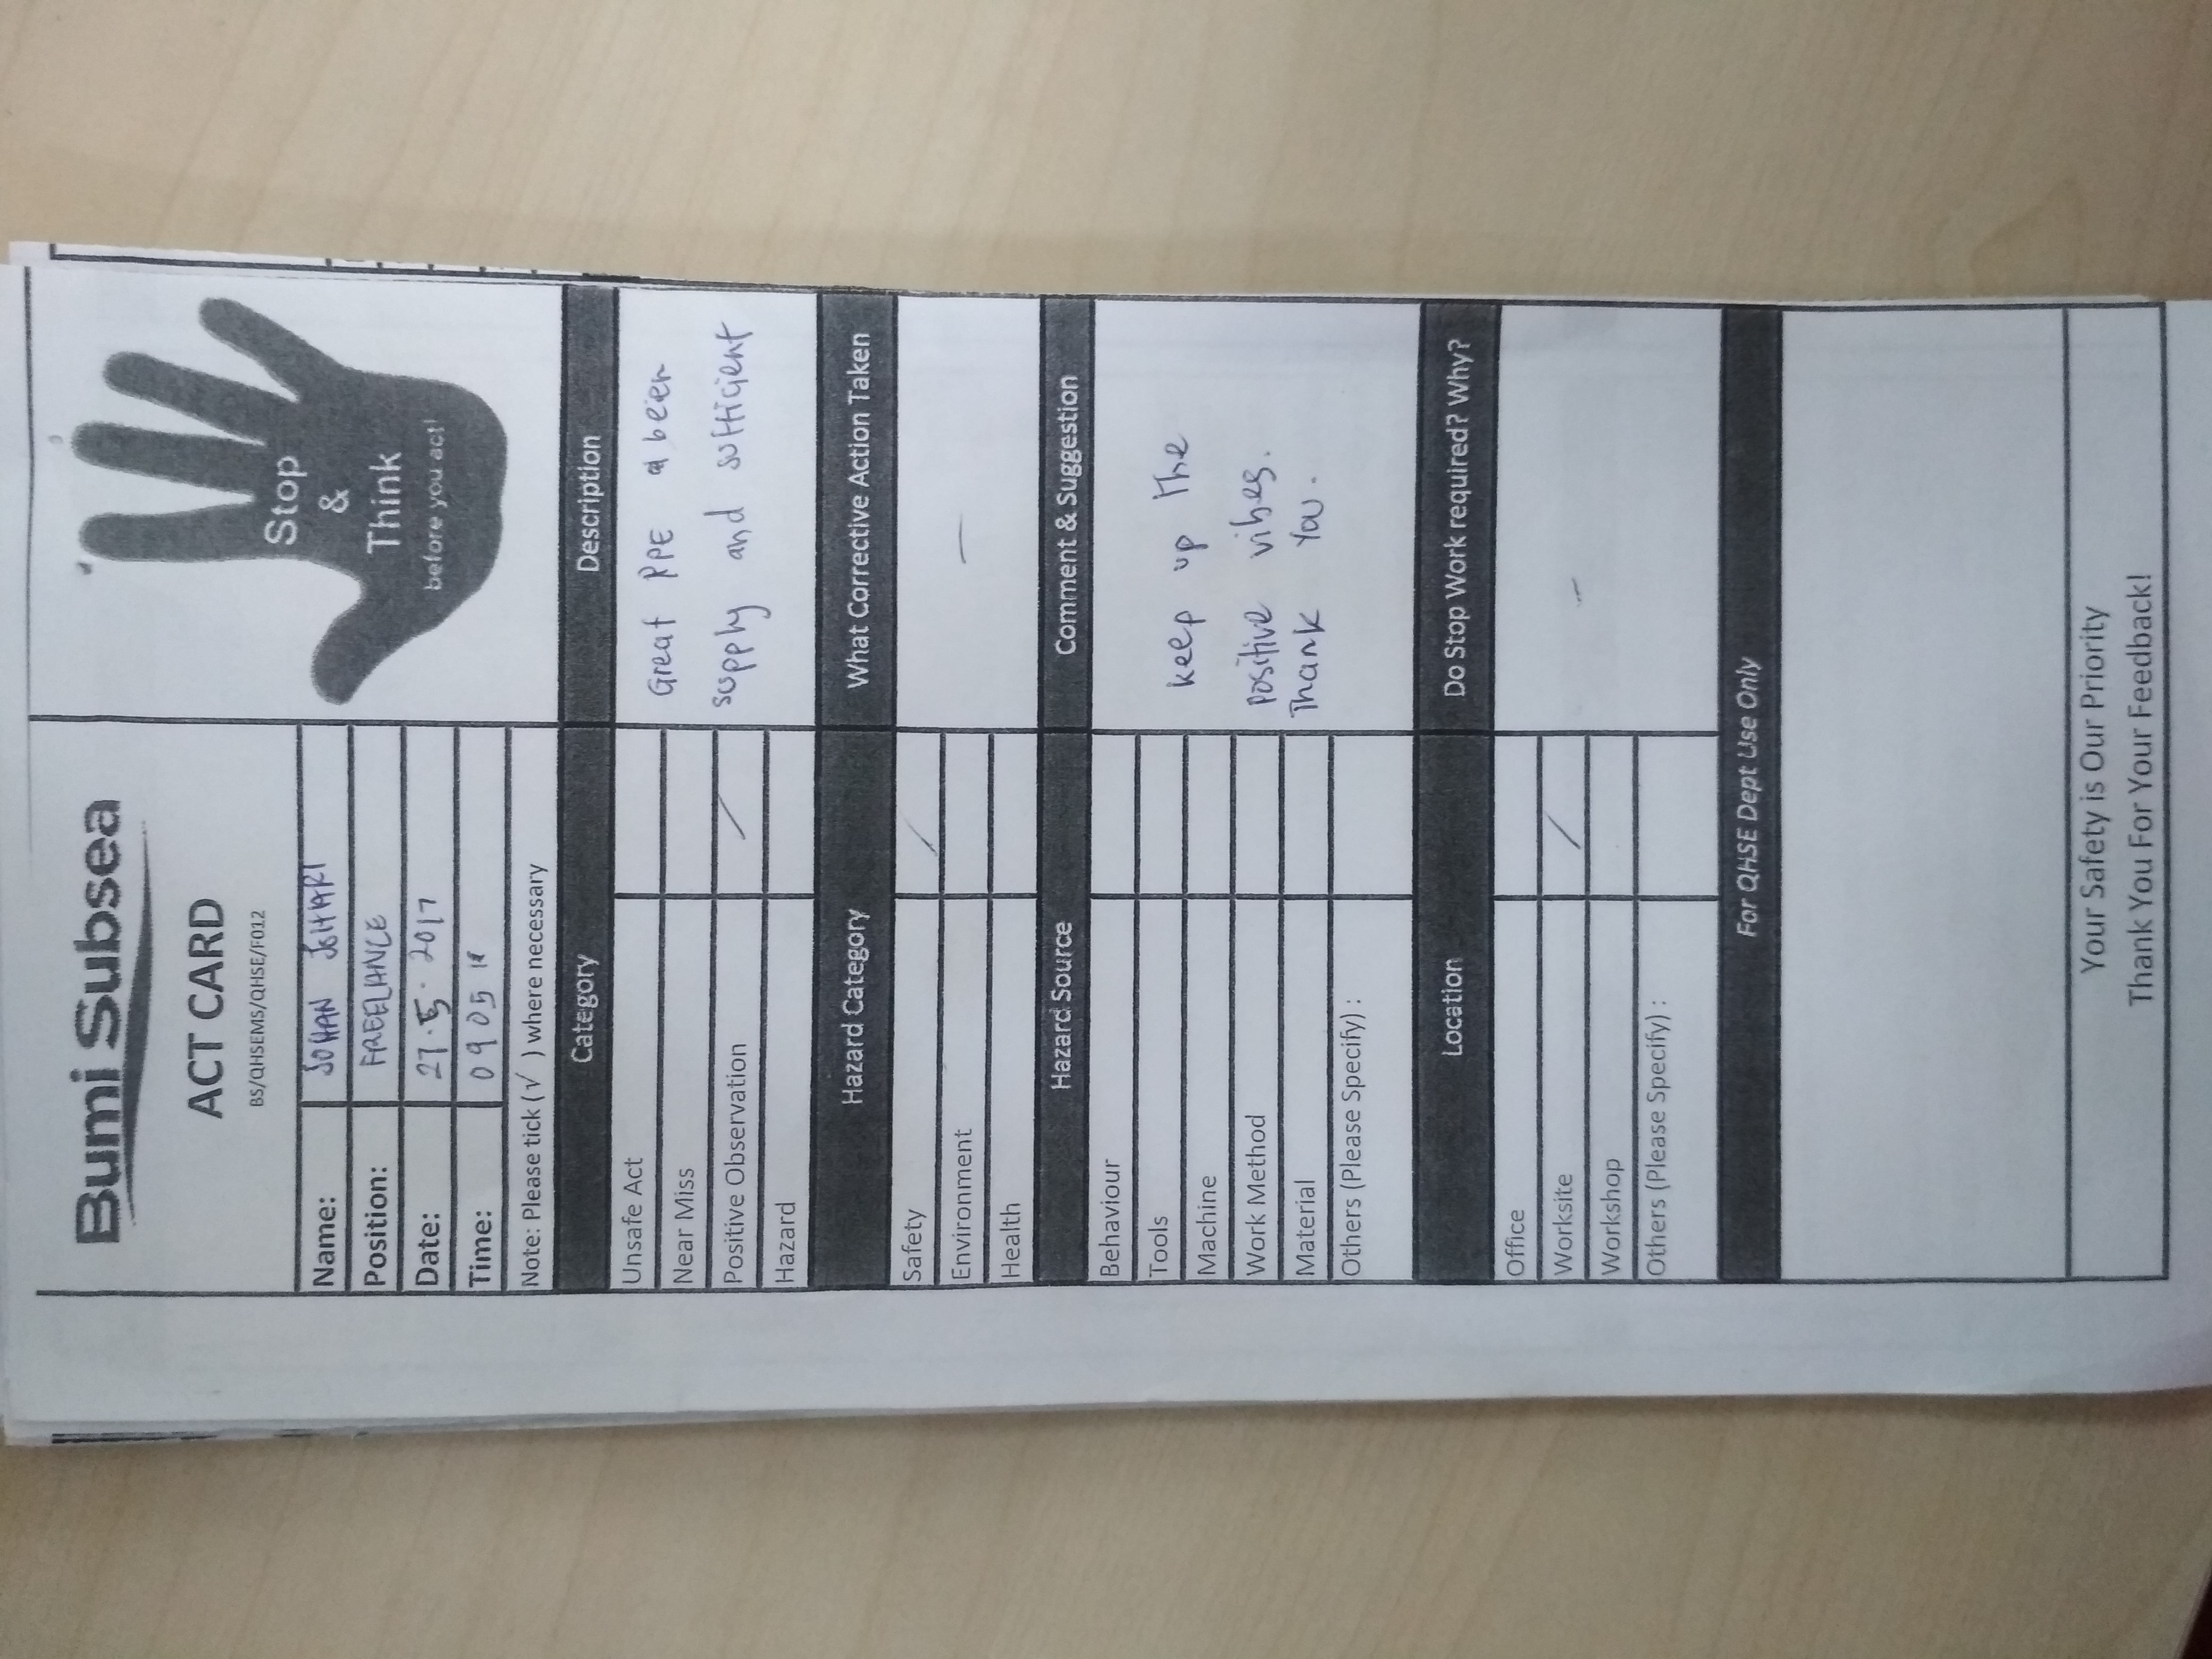 Bumi Subsea
ACT CARD
BS/QHSEMS/QHSE/F012
Stop
&
Think
before you act!
Name: JOHAN JOHARI
Position: FREELANCE
Date: 27.5.2017
Time: 0905 H
Note: Please tick (√ ) where necessary
Category Description
Unsafe Act
Near Miss
Positive Observation /
Hazard
Great PPE a been
supply and sufficient
Hazard Category What Corrective Action Taken
Safety /
Environment —
Health
Hazard Source Comment & Suggestion
Behaviour
Tools
Machine
Work Method
Material
Others (Please Specify) :
keep up the
positive vibes.
Thank You.
Location Do Stop Work required? Why?
Office
Worksite / —
Workshop
Others (Please Specify) :
For QHSE Dept Use Only
Your Safety is Our Priority
Thank You For Your Feedback!